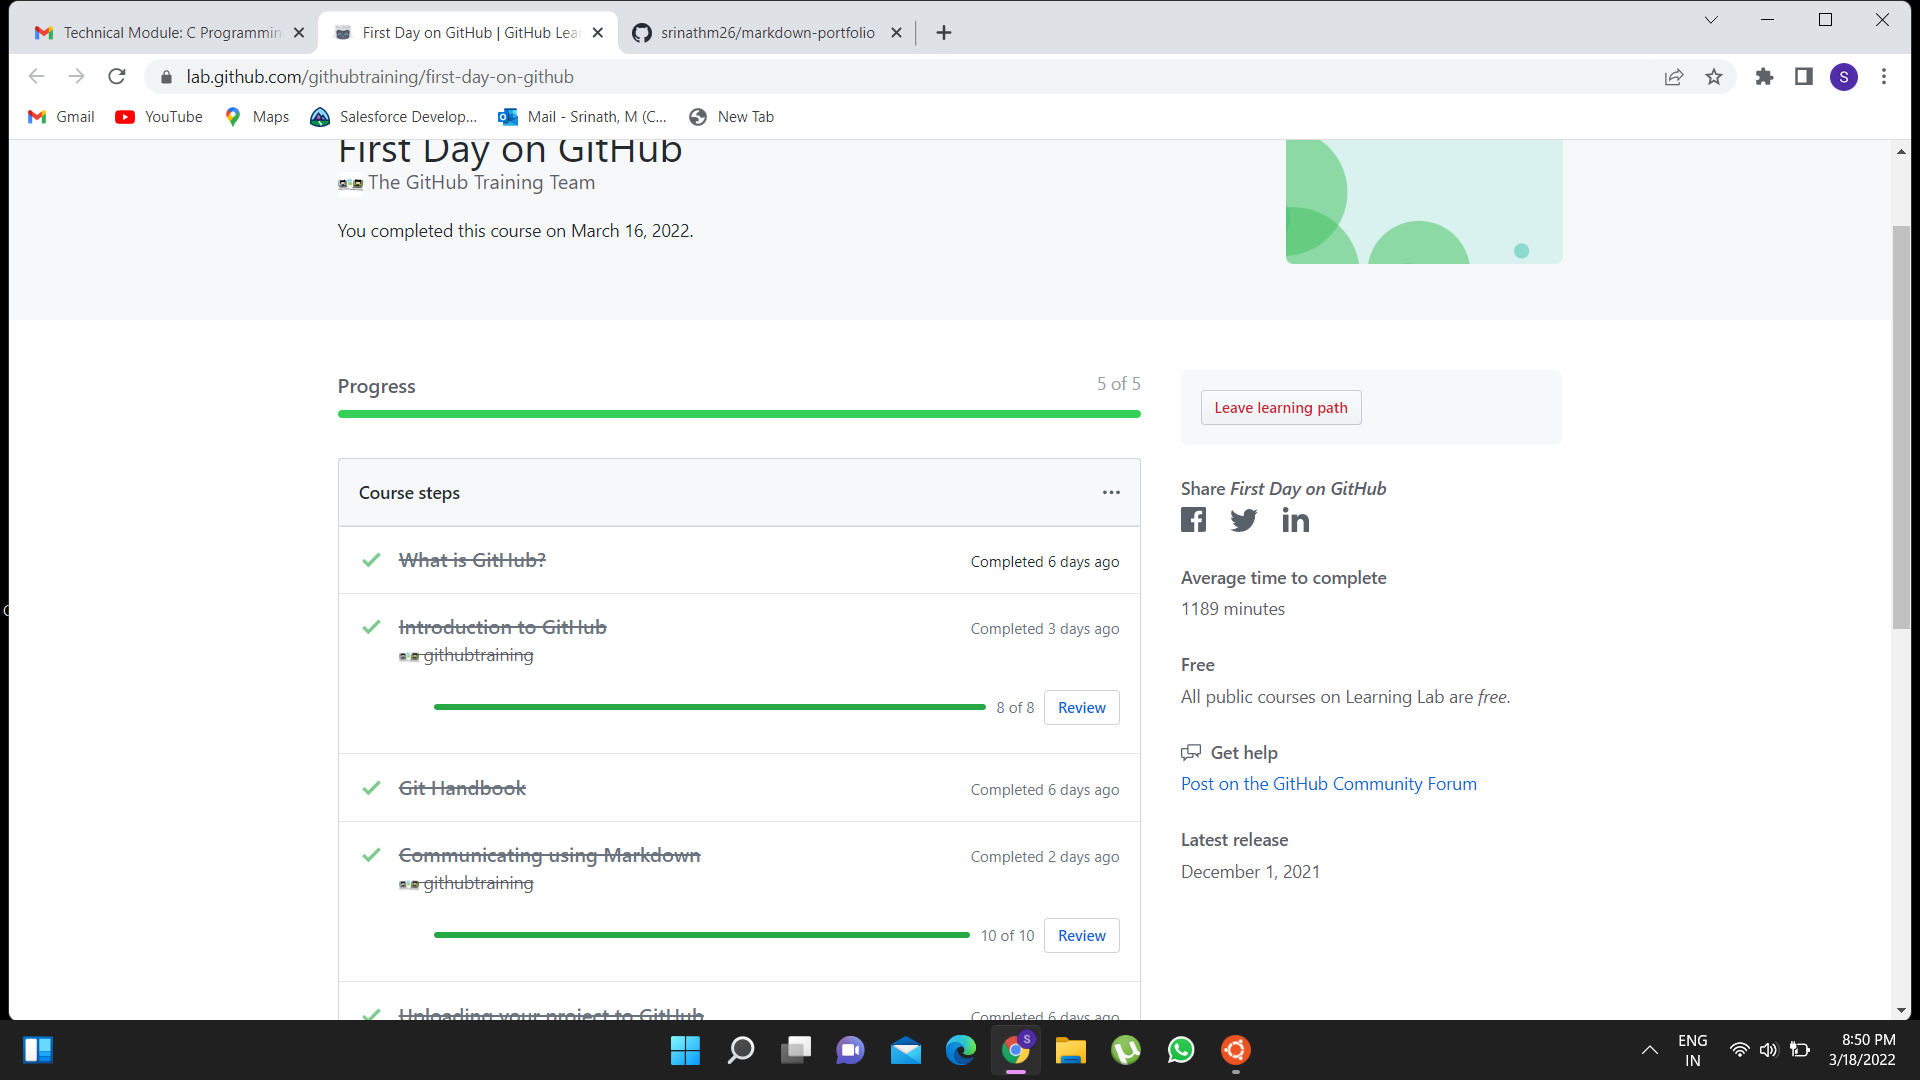 Technical Module: C Programmin
First Day on GitHub | GitHub Lea
srinathm26/markdown-portfolio
lab.github.com/githubtraining/first-day-on-github
S
Gmail
YouTube
Maps
Salesforce Develop...
Mail - Srinath, M (C...
New Tab
First Day on GitHub
The GitHub Training Team
You completed this course on March 16, 2022.
Progress
5 of 5
Course steps
What is GitHub?
Completed 6 days ago
Introduction to GitHub
Completed 3 days ago
githubtraining
8 of 8
Review
Git Handbook
Completed 6 days ago
Communicating using Markdown
Completed 2 days ago
githubtraining
10 of 10
Review
Uploading your project to GitHub
Completed 6 days ago
Leave learning path
Share First Day on GitHub
Average time to complete
1189 minutes
Free
All public courses on Learning Lab are free.
Get help
Post on the GitHub Community Forum
Latest release
December 1, 2021
S
ENG
IN
8:50 PM
3/18/2022